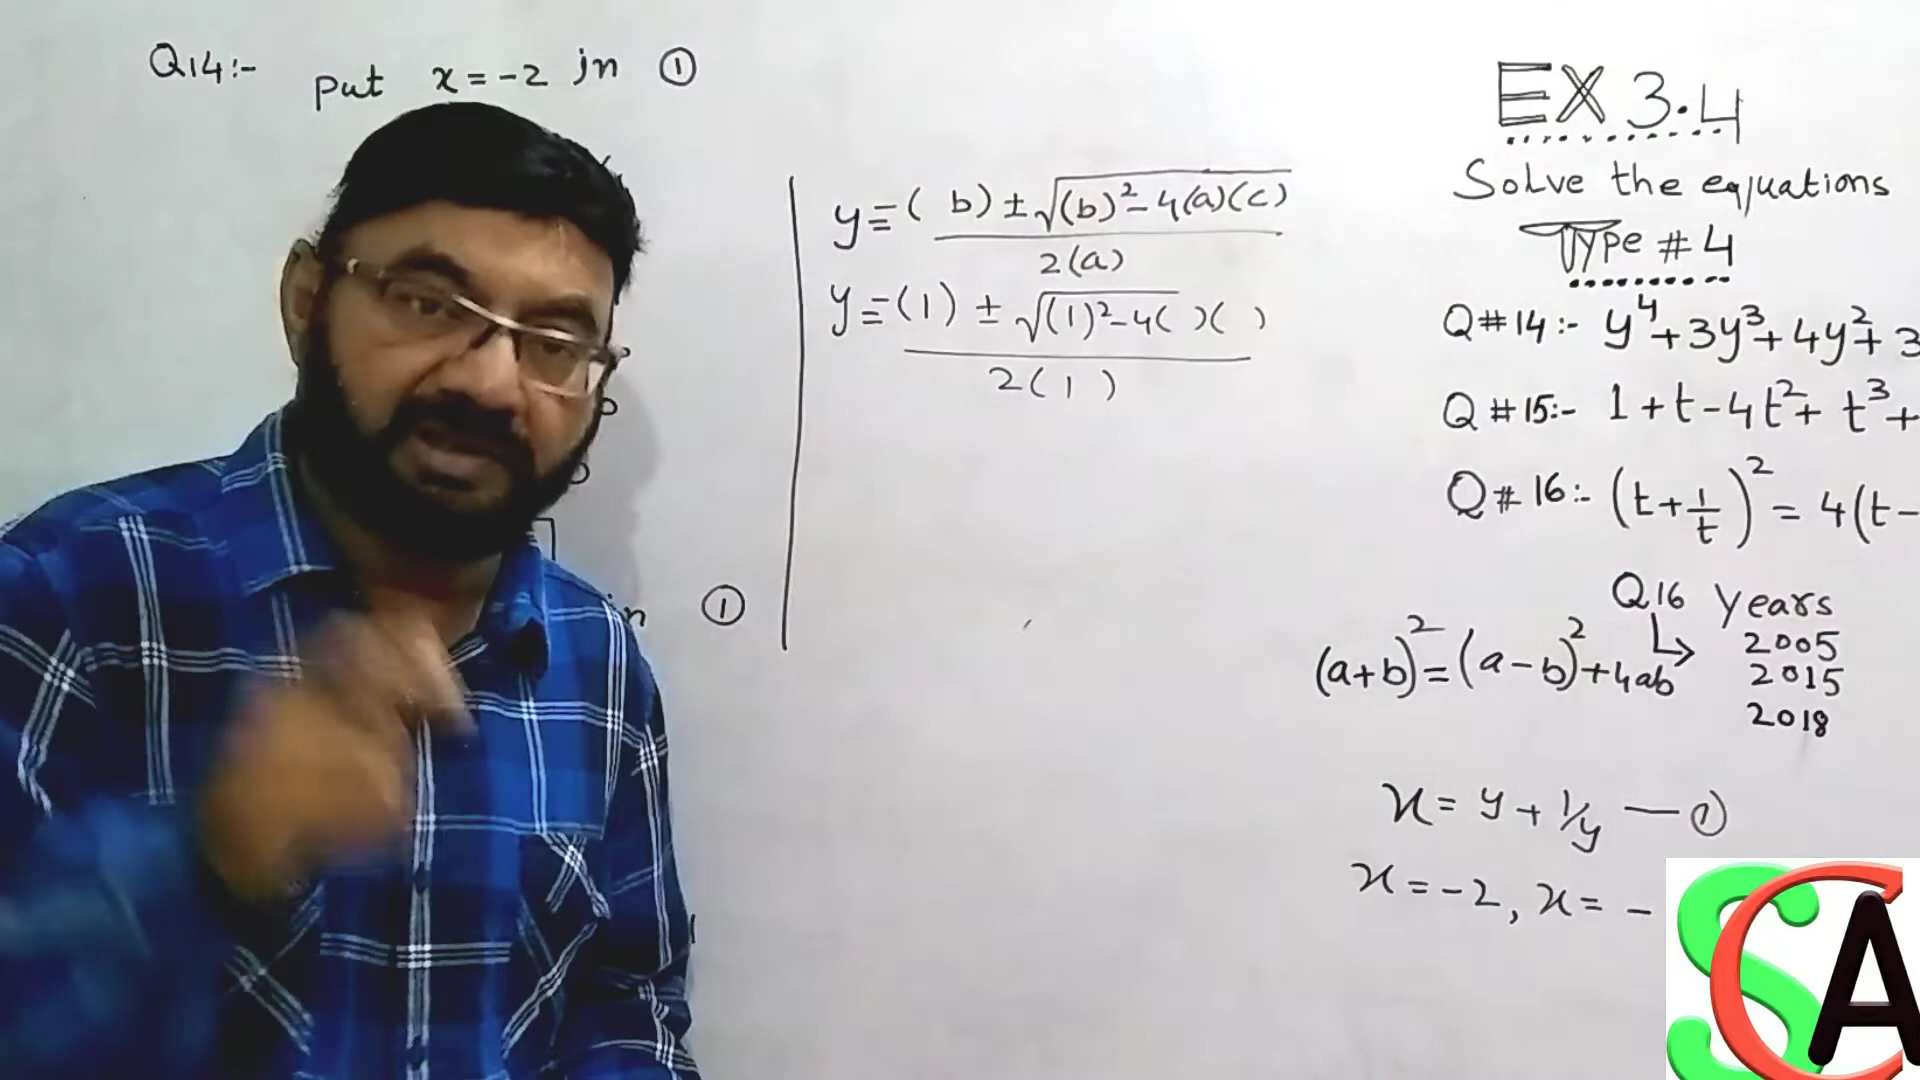 Q14:- Put x = -2 in ①
in ①
y = ( b) ± √(b)² - 4(a)(c)
2(a)
y = (1) ± √(1)² - 4( )( )
2( 1 )
EX 3.4
Solve the equations
Type # 4
Q # 14 :- y⁴ + 3y³ + 4y² + 3
Q # 15:- 1 + t - 4t² + t³ +
Q # 16:- (t + 1/t)² = 4(t -
Q16 Years
2005
(a+b)² = (a-b)² + 4ab
2015
2018
x = y + 1/y — ①
x = -2, x = -
SCA